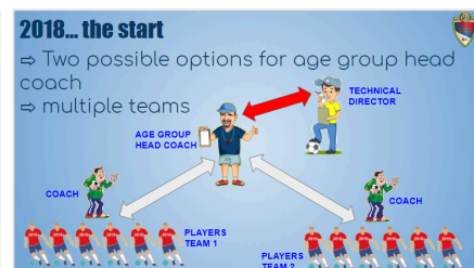 2018... the start
⇒ Two possible options for age group head
coach
⇒ multiple teams
TECHNICAL
DIRECTOR
AGE GROUP
HEAD COACH
COACH
COACH
PLAYERS
TEAM 1
PLAYERS
TEAM 2